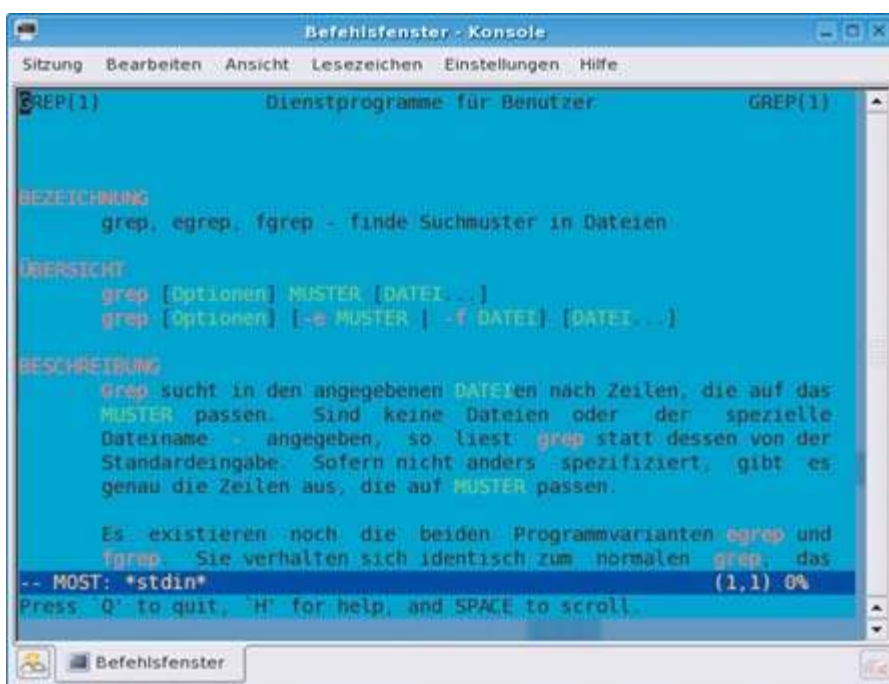 Befehlsfenster - Konsole
Sitzung Bearbeiten Ansicht Lesezeichen Einstellungen Hilfe
GREP(1) Dienstprogramme für Benutzer GREP(1)
BEZEICHNUNG
grep, egrep, fgrep - finde Suchmuster in Dateien
ÜBERSICHT
grep [Optionen] MUSTER [DATEI...]
grep [Optionen] [-e MUSTER | -f DATEI] [DATEI...]
BESCHREIBUNG
Grep sucht in den angegebenen DATEIen nach Zeilen, die auf das
MUSTER passen. Sind keine Dateien oder der spezielle
Dateiname - angegeben, so liest grep statt dessen von der
Standardeingabe. Sofern nicht anders spezifiziert, gibt es
genau die Zeilen aus, die auf MUSTER passen.
Es existieren noch die beiden Programmvarianten egrep und
fgrep. Sie verhalten sich identisch zum normalen grep, das
-- MOST: *stdin* (1,1) 0%
Press `Q' to quit, `H' for help, and SPACE to scroll.
Befehlsfenster